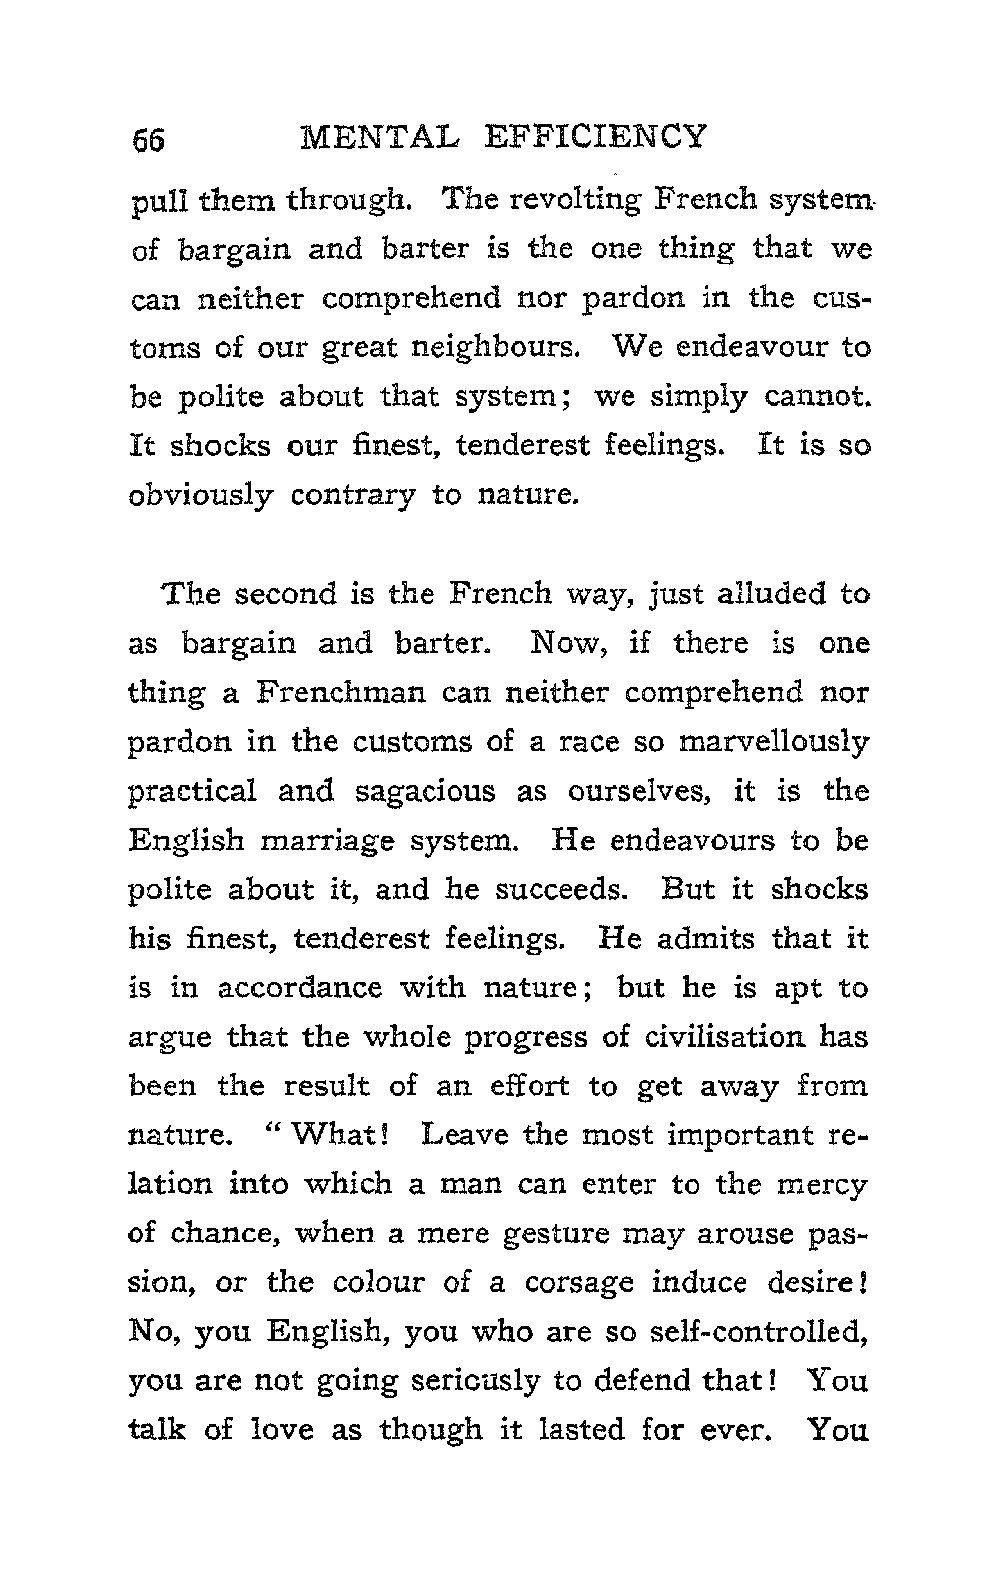 66 MENTAL EFFICIENCY
pull them through. The revolting French system
of bargain and barter is the one thing that we
can neither comprehend nor pardon in the cus-
toms of our great neighbours. We endeavour to
be polite about that system; we simply cannot.
It shocks our finest, tenderest feelings. It is so
obviously contrary to nature.
The second is the French way, just alluded to
as bargain and barter. Now, if there is one
thing a Frenchman can neither comprehend nor
pardon in the customs of a race so marvellously
practical and sagacious as ourselves, it is the
English marriage system. He endeavours to be
polite about it, and he succeeds. But it shocks
his finest, tenderest feelings. He admits that it
is in accordance with nature; but he is apt to
argue that the whole progress of civilisation has
been the result of an effort to get away from
nature. “ What! Leave the most important re-
lation into which a man can enter to the mercy
of chance, when a mere gesture may arouse pas-
sion, or the colour of a corsage induce desire!
No, you English, you who are so self-controlled,
you are not going seriously to defend that! You
talk of love as though it lasted for ever. You